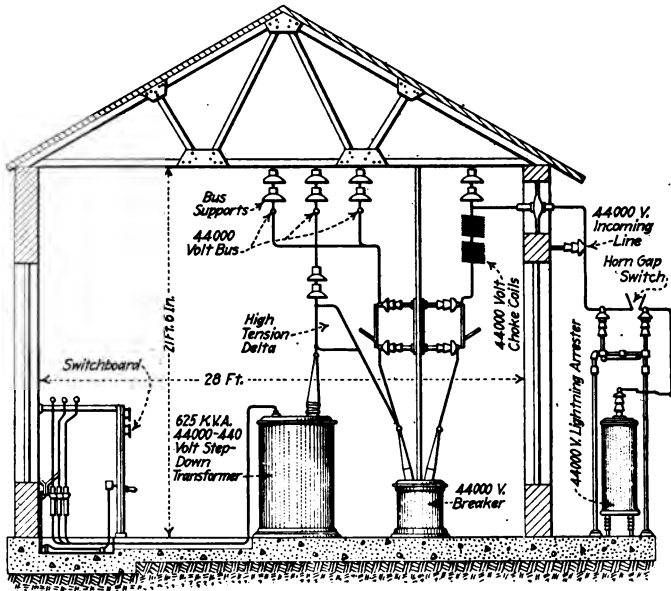 Bus
Supports
44000
Volt Bus
44000 V.
Incoming
Line
Horn Gap
Switch
21 Ft. 6 In.
High
Tension
Delta
44000 Volt
Choke Coils
Switchboard
28 Ft.
44000 V. Lightning Arrester
625 K.V.A.
44000-440
Volt Step-
Down
Transformer
44000 V.
Breaker